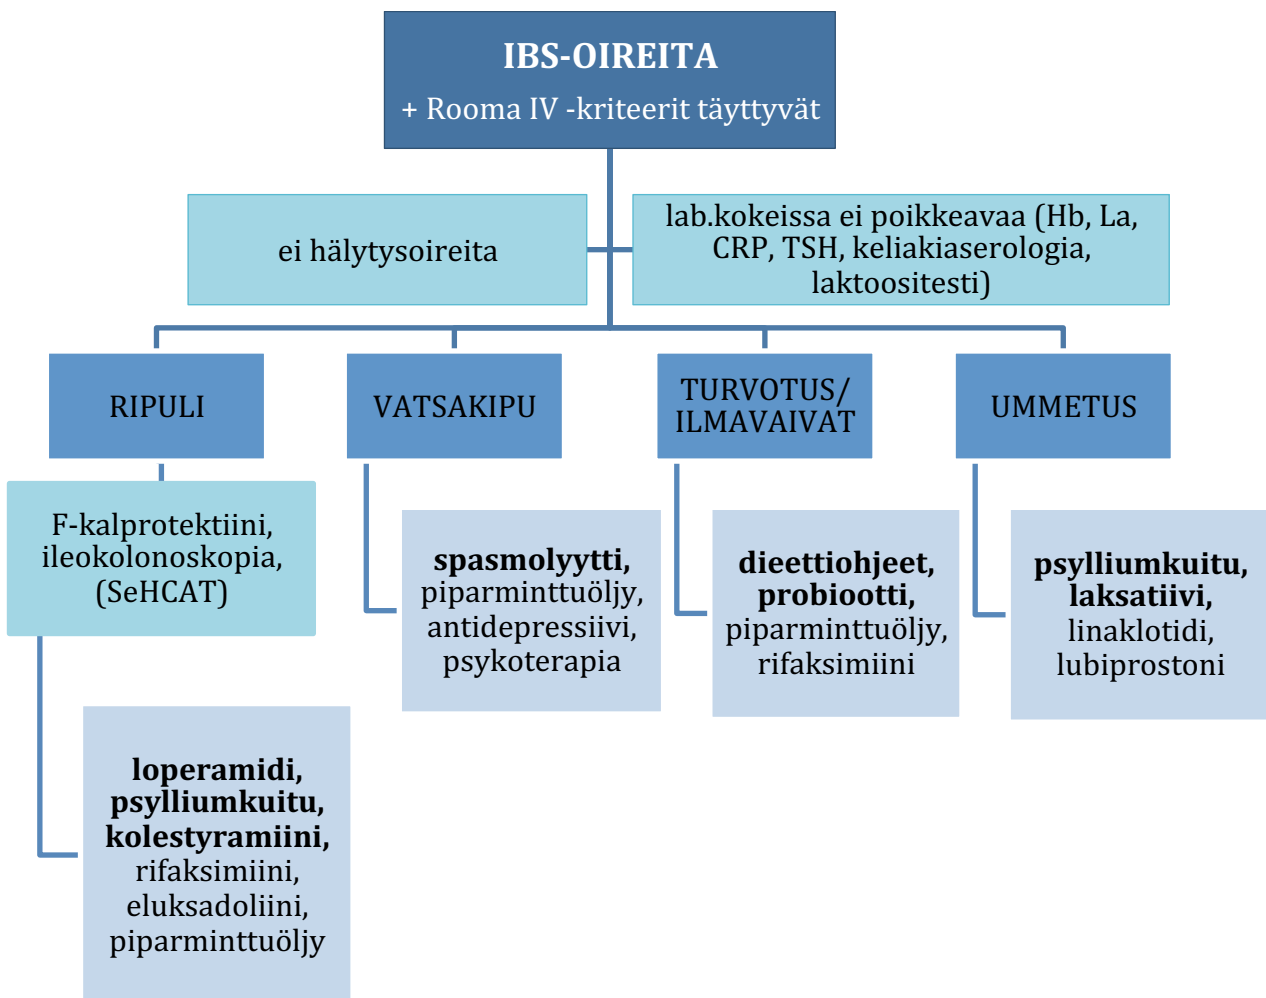 IBS-OIREITA
+ Rooma IV -kriteerit täyttyvät
ei hälytysoireita
lab.kokeissa ei poikkeavaa (Hb, La,
CRP, TSH, keliakiaserologia,
laktoositesti)
RIPULI
VATSAKIPU
TURVOTUS/
ILMAVAIVAT
UMMETUS
F-kalprotektiini,
ileokolonoskopia,
(SeHCAT)
spasmolyytti,
piparminttuöljy,
antidepressiivi,
psykoterapia
dieettiohjeet,
probiootti,
piparminttuöljy,
rifaksimiini
psylliumkuitu,
laksatiivi,
linaklotidi,
lubiprostoni
loperamidi,
psylliumkuitu,
kolestyramiini,
rifaksimiini,
eluksadoliini,
piparminttuöljy